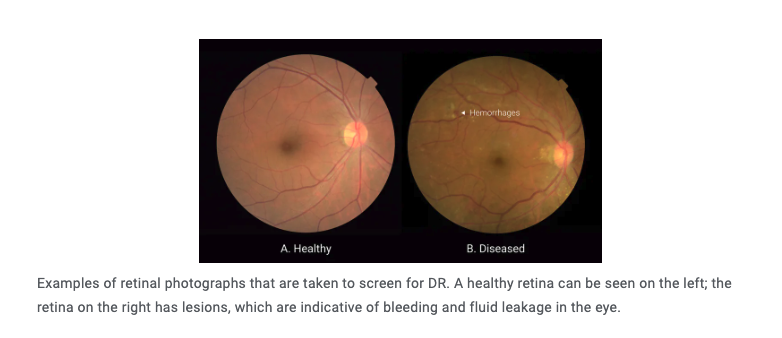 ◄ Hemorrhages
A. Healthy
B. Diseased
Examples of retinal photographs that are taken to screen for DR. A healthy retina can be seen on the left; the
retina on the right has lesions, which are indicative of bleeding and fluid leakage in the eye.